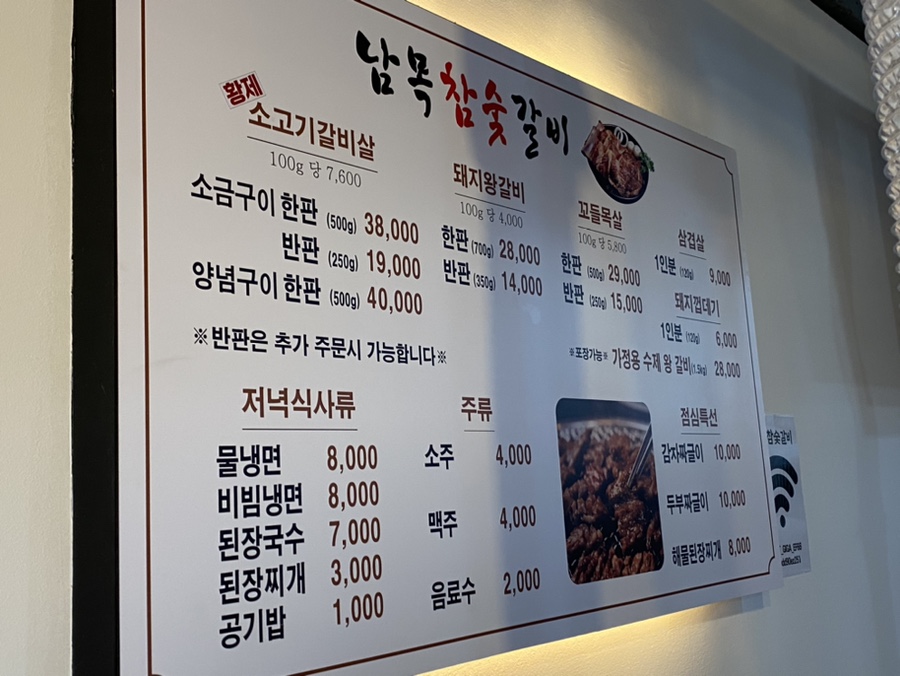 남목참숯갈비
황제
소고기갈비살
100g 당 7,600
소금구이 한판 (500g) 38,000
반판 (250g) 19,000
양념구이 한판 (500g) 40,000
※반판은 추가 주문시 가능합니다※
돼지왕갈비
100g 당 4,000
한판 (700g) 28,000
반판 (350g) 14,000
꼬들목살
100g 당 5,800
한판 (500g) 29,000
반판 (250g) 15,000
삼겹살
1인분 (120g) 9,000
돼지껍데기
1인분 (120g) 6,000
※포장가능※ 가정용 수제 왕 갈비(1.5kg) 28,000
저녁식사류
물냉면 8,000
비빔냉면 8,000
된장국수 7,000
된장찌개 3,000
공기밥 1,000
주류
소주 4,000
맥주 4,000
음료수 2,000
점심특선
감자짜글이 10,000
두부짜글이 10,000
해물된장찌개 8,000
참숯갈비